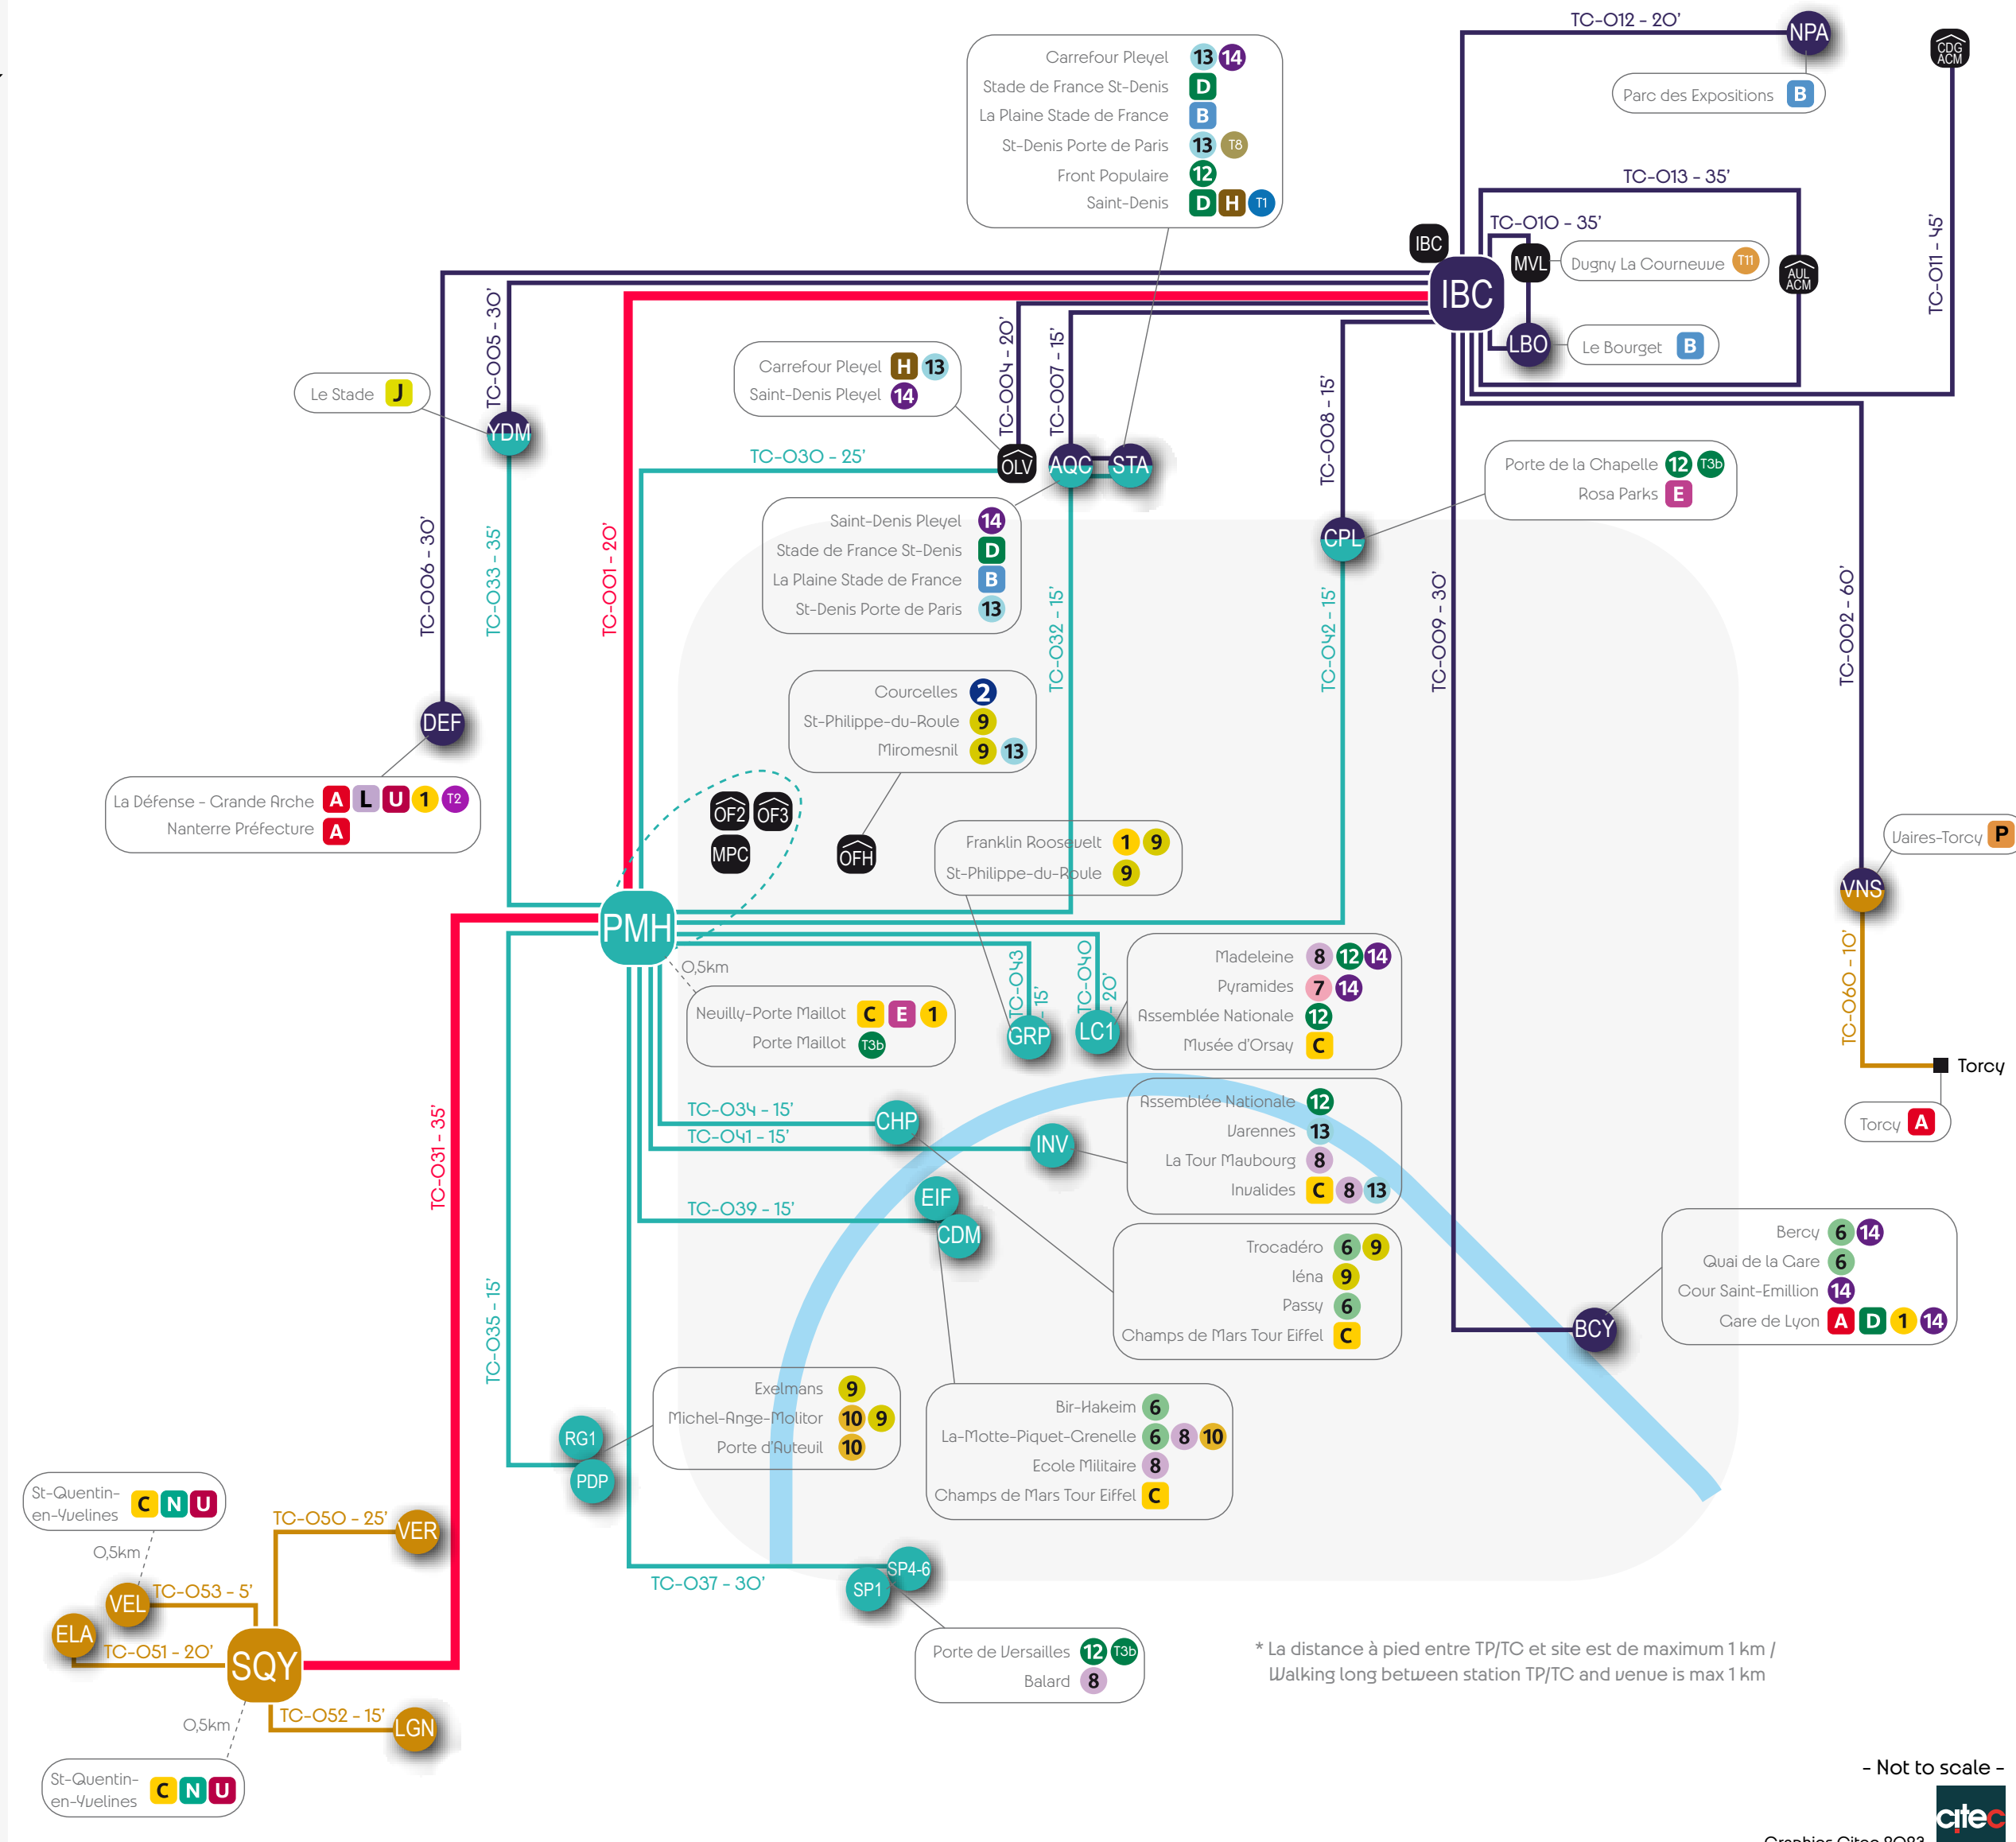 TC-012 - 20’
NPA
CDG
ACM
Parc des Expositions B
Carrefour Pleyel 13 14
Stade de France St-Denis D
La Plaine Stade de France B
St-Denis Porte de Paris 13 T8
Front Populaire 12
Saint-Denis D H T1
TC-013 - 35’
TC-010 - 35’
TC-011 - 45’
IBC
IBC
MVL
Dugny La Courneuve T11
AUL
ACM
LBO
Le Bourget B
TC-005 - 30’
TC-004 - 20’
TC-007 - 15’
TC-008 - 15’
Carrefour Pleyel H 13
Saint-Denis Pleyel 14
Le Stade J
YDM
TC-030 - 25’
OLV
AQC
STA
Porte de la Chapelle 12 T3b
Rosa Parks E
CPL
Saint-Denis Pleyel 14
Stade de France St-Denis D
La Plaine Stade de France B
St-Denis Porte de Paris 13
TC-006 - 30’
TC-033 - 35’
TC-001 - 20’
TC-032 - 15’
TC-042 - 15’
TC-009 - 30’
TC-002 - 60’
DEF
La Défense - Grande Arche A L U 1 T2
Nanterre Préfecture A
Courcelles 2
St-Philippe-du-Roule 9
Miromesnil 9 13
OF2
OF3
MPC
OFH
Franklin Roosevelt 1 9
St-Philippe-du-Roule 9
Vaires-Torcy P
VNS
PMH
0,5km
Neuilly-Porte Maillot C E 1
Porte Maillot T3b
TC-043
- 15’
TC-040
- 20’
GRP
LC1
Madeleine 8 12 14
Pyramides 7 14
Assemblée Nationale 12
Musée d'Orsay C
TC-060 - 10’
Torcy
Torcy A
TC-034 - 15’
CHP
TC-041 - 15’
INV
Assemblée Nationale 12
Varennes 13
La Tour Maubourg 8
Invalides C 8 13
TC-031 - 35’
TC-039 - 15’
EIF
CDM
Trocadéro 6 9
Iéna 9
Passy 6
Champs de Mars Tour Eiffel C
Bercy 6 14
Quai de la Gare 6
Cour Saint-Emillion 14
Gare de Lyon A D 1 14
BCY
TC-035 - 15’
Exelmans 9
Michel-Ange-Molitor 10 9
Porte d'Auteuil 10
RG1
PDP
Bir-Hakeim 6
La-Motte-Piquet-Grenelle 6 8 10
Ecole Militaire 8
Champs de Mars Tour Eiffel C
St-Quentin-
en-Yvelines C N U
0,5km
TC-050 - 25’
VER
VEL
TC-053 - 5’
ELA
TC-051 - 20’
SQY
TC-052 - 15’
LGN
0,5km
St-Quentin-
en-Yvelines C N U
TC-037 - 30’
SP4-6
SP1
Porte de Versailles 12 T3b
Balard 8
* La distance à pied entre TP/TC et site est de maximum 1 km /
Walking long between station TP/TC and venue is max 1 km
- Not to scale -
citec
Graphics Citec 2023